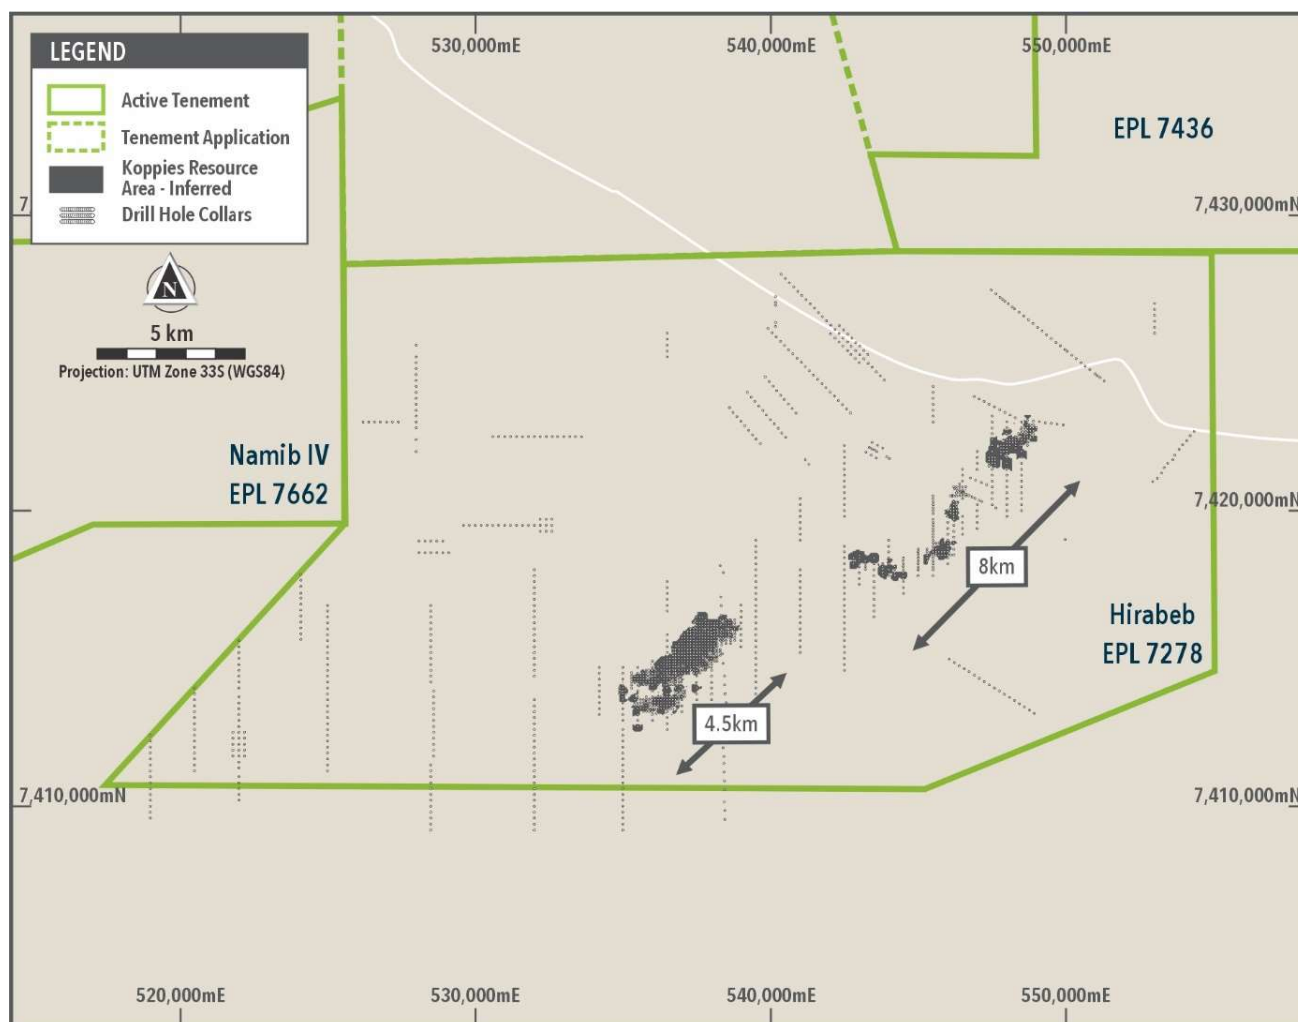 530,000mE
540,000mE
550,000mE
LEGEND
Active Tenement
Tenement Application
Koppies Resource
Area - Inferred
Drill Hole Collars
EPL 7436
7
7,430,000mN
N
5 km
Projection: UTM Zone 33S (WGS84)
Namib IV
EPL 7662
7,420,000mN
8km
Hirabeb
EPL 7278
4.5km
7,410,000mN
7,410,000mN
520,000mE
530,000mE
540,000mE
550,000mE